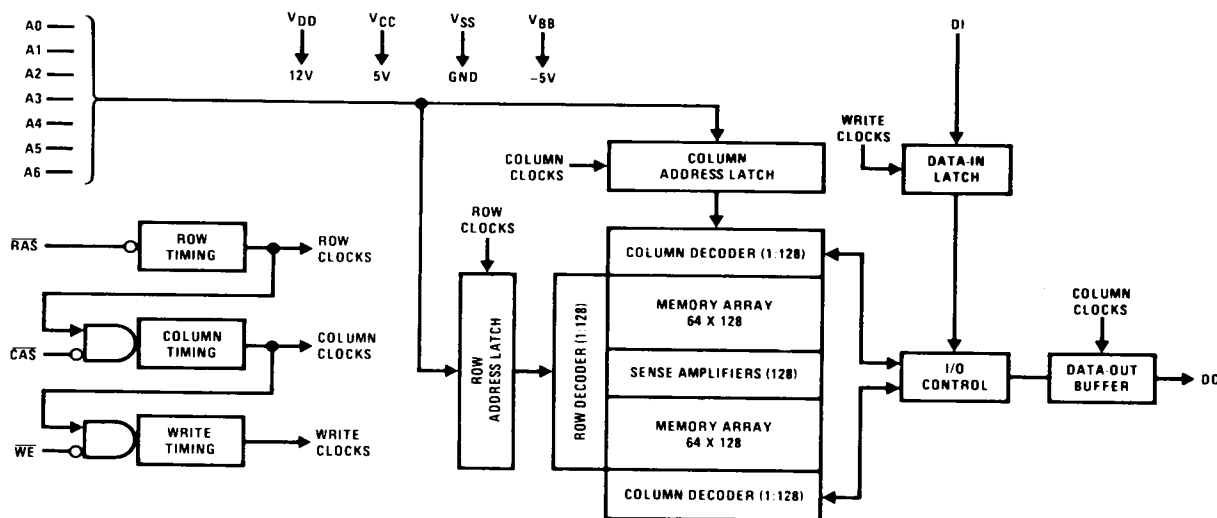 A0
A1
A2
A3
A4
A5
A6
VDD
12V
VCC
5V
VSS
GND
VBB
-5V
DI
WRITE
CLOCKS
DATA-IN
LATCH
COLUMN
CLOCKS
COLUMN
ADDRESS LATCH
RAS
ROW
TIMING
ROW
CLOCKS
CAS
COLUMN
TIMING
COLUMN
CLOCKS
WE
WRITE
TIMING
WRITE
CLOCKS
ROW
CLOCKS
ROW
ADDRESS LATCH
ROW DECODER (1:128)
COLUMN DECODER (1:128)
MEMORY ARRAY
64 X 128
SENSE AMPLIFIERS (128)
MEMORY ARRAY
64 X 128
COLUMN DECODER (1:128)
I/O
CONTROL
COLUMN
CLOCKS
DATA-OUT
BUFFER
DO